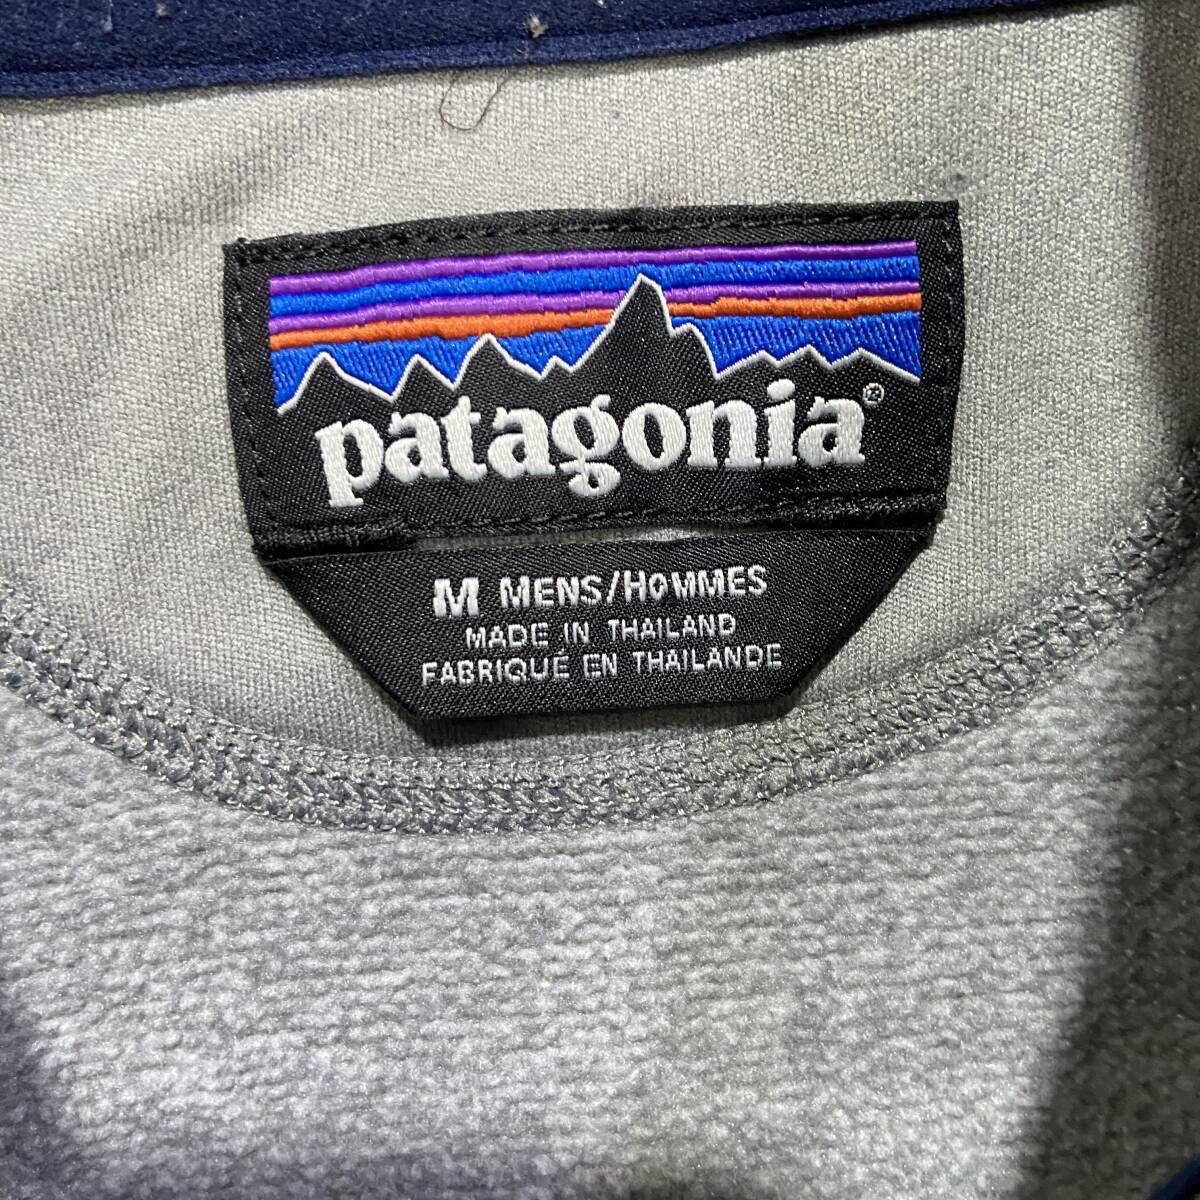 patagonia®
M MENS/HOMMES
MADE IN THAILAND
FABRIQUÉ EN THAILANDE